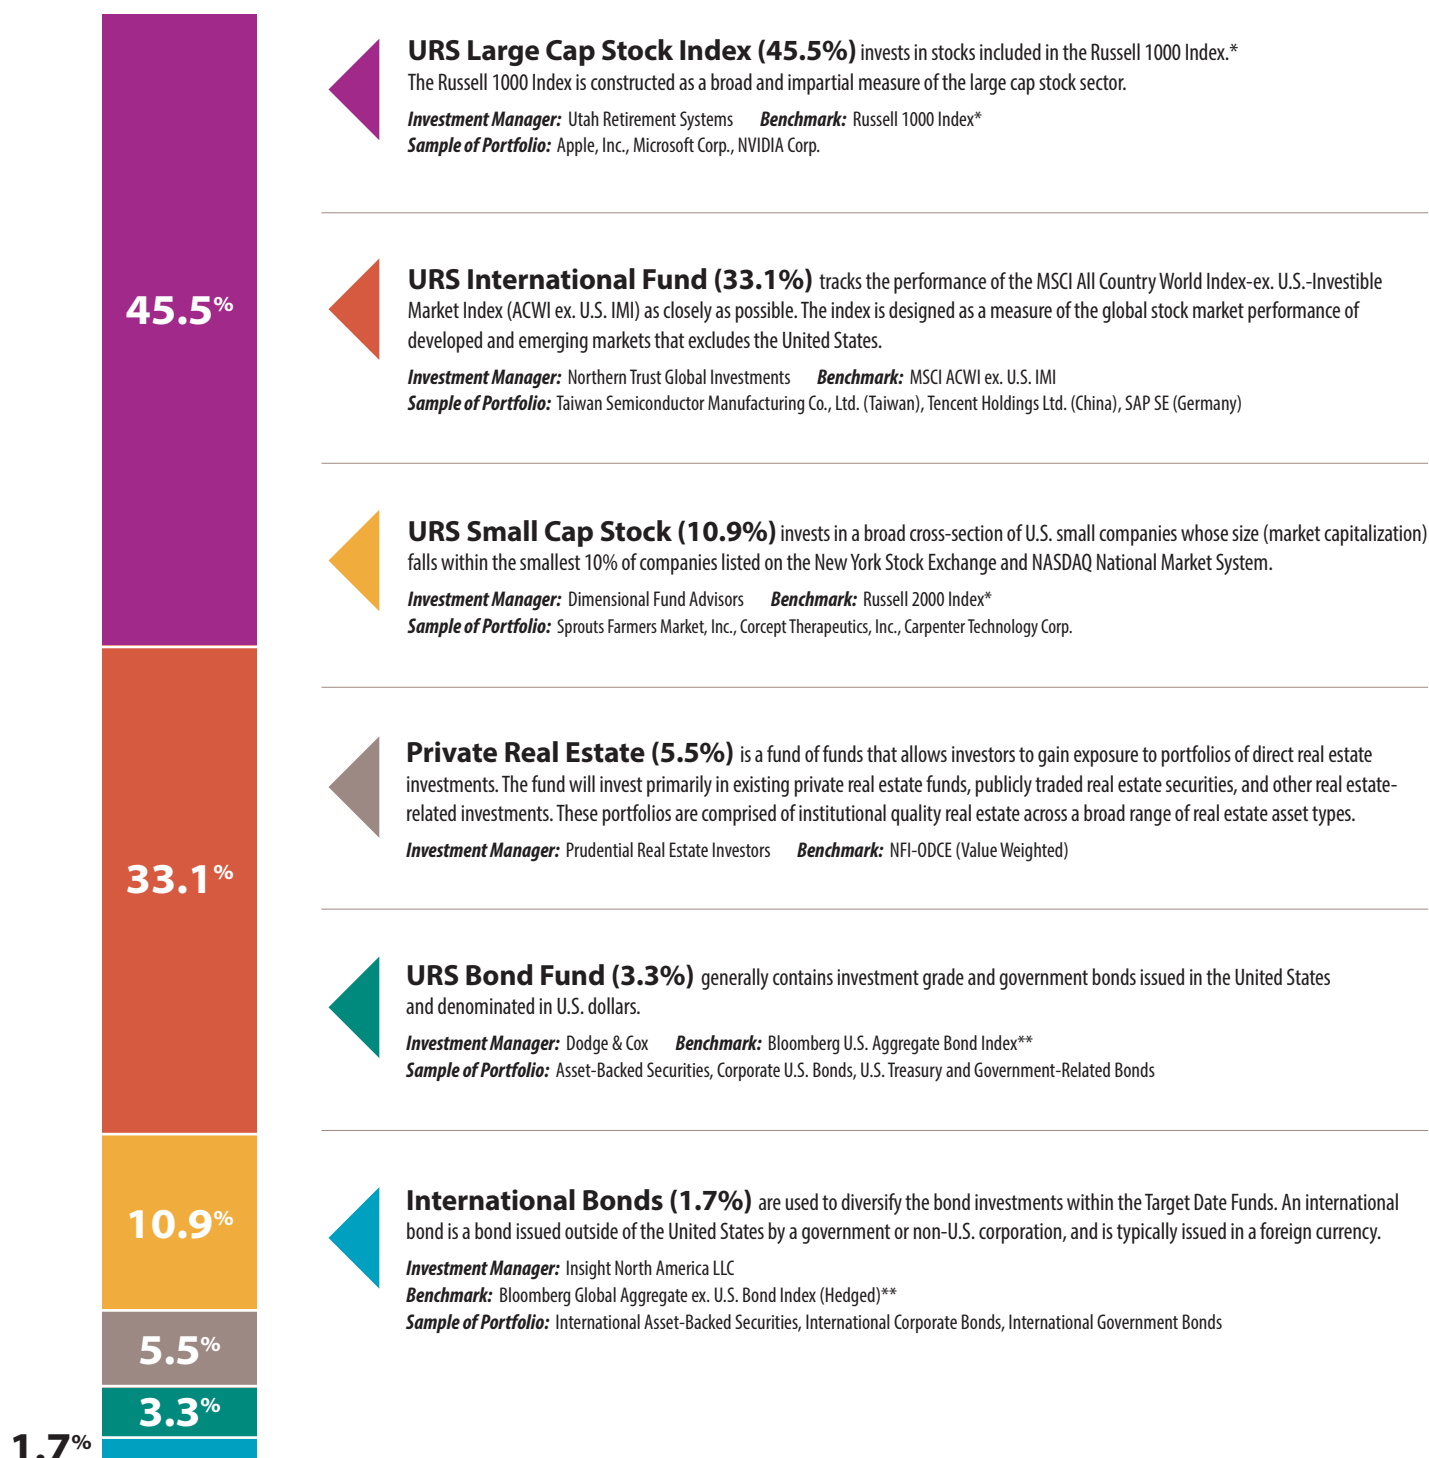 URS Large Cap Stock Index (45.5%) invests in stocks included in the Russell 1000 Index.*
The Russell 1000 Index is constructed as a broad and impartial measure of the large cap stock sector.
Investment Manager: Utah Retirement Systems Benchmark: Russell 1000 Index*
Sample of Portfolio: Apple, Inc., Microsoft Corp., NVIDIA Corp.
45.5%
URS International Fund (33.1%) tracks the performance of the MSCI All Country World Index-ex. U.S.-Investible
Market Index (ACWI ex. U.S. IMI) as closely as possible. The index is designed as a measure of the global stock market performance of
developed and emerging markets that excludes the United States.
Investment Manager: Northern Trust Global Investments Benchmark: MSCI ACWI ex. U.S. IMI
Sample of Portfolio: Taiwan Semiconductor Manufacturing Co., Ltd. (Taiwan), Tencent Holdings Ltd. (China), SAP SE (Germany)
URS Small Cap Stock (10.9%) invests in a broad cross-section of U.S. small companies whose size (market capitalization)
falls within the smallest 10% of companies listed on the New York Stock Exchange and NASDAQ National Market System.
Investment Manager: Dimensional Fund Advisors Benchmark: Russell 2000 Index*
Sample of Portfolio: Sprouts Farmers Market, Inc., Corcept Therapeutics, Inc., Carpenter Technology Corp.
Private Real Estate (5.5%) is a fund of funds that allows investors to gain exposure to portfolios of direct real estate
investments. The fund will invest primarily in existing private real estate funds, publicly traded real estate securities, and other real estate-
related investments. These portfolios are comprised of institutional quality real estate across a broad range of real estate asset types.
Investment Manager: Prudential Real Estate Investors Benchmark: NFI-ODCE (Value Weighted)
33.1%
URS Bond Fund (3.3%) generally contains investment grade and government bonds issued in the United States
and denominated in U.S. dollars.
Investment Manager: Dodge & Cox Benchmark: Bloomberg U.S. Aggregate Bond Index**
Sample of Portfolio: Asset-Backed Securities, Corporate U.S. Bonds, U.S. Treasury and Government-Related Bonds
International Bonds (1.7%) are used to diversify the bond investments within the Target Date Funds. An international
bond is a bond issued outside of the United States by a government or non-U.S. corporation, and is typically issued in a foreign currency.
Investment Manager: Insight North America LLC
Benchmark: Bloomberg Global Aggregate ex. U.S. Bond Index (Hedged)**
Sample of Portfolio: International Asset-Backed Securities, International Corporate Bonds, International Government Bonds
10.9%
5.5%
3.3%
1.7%